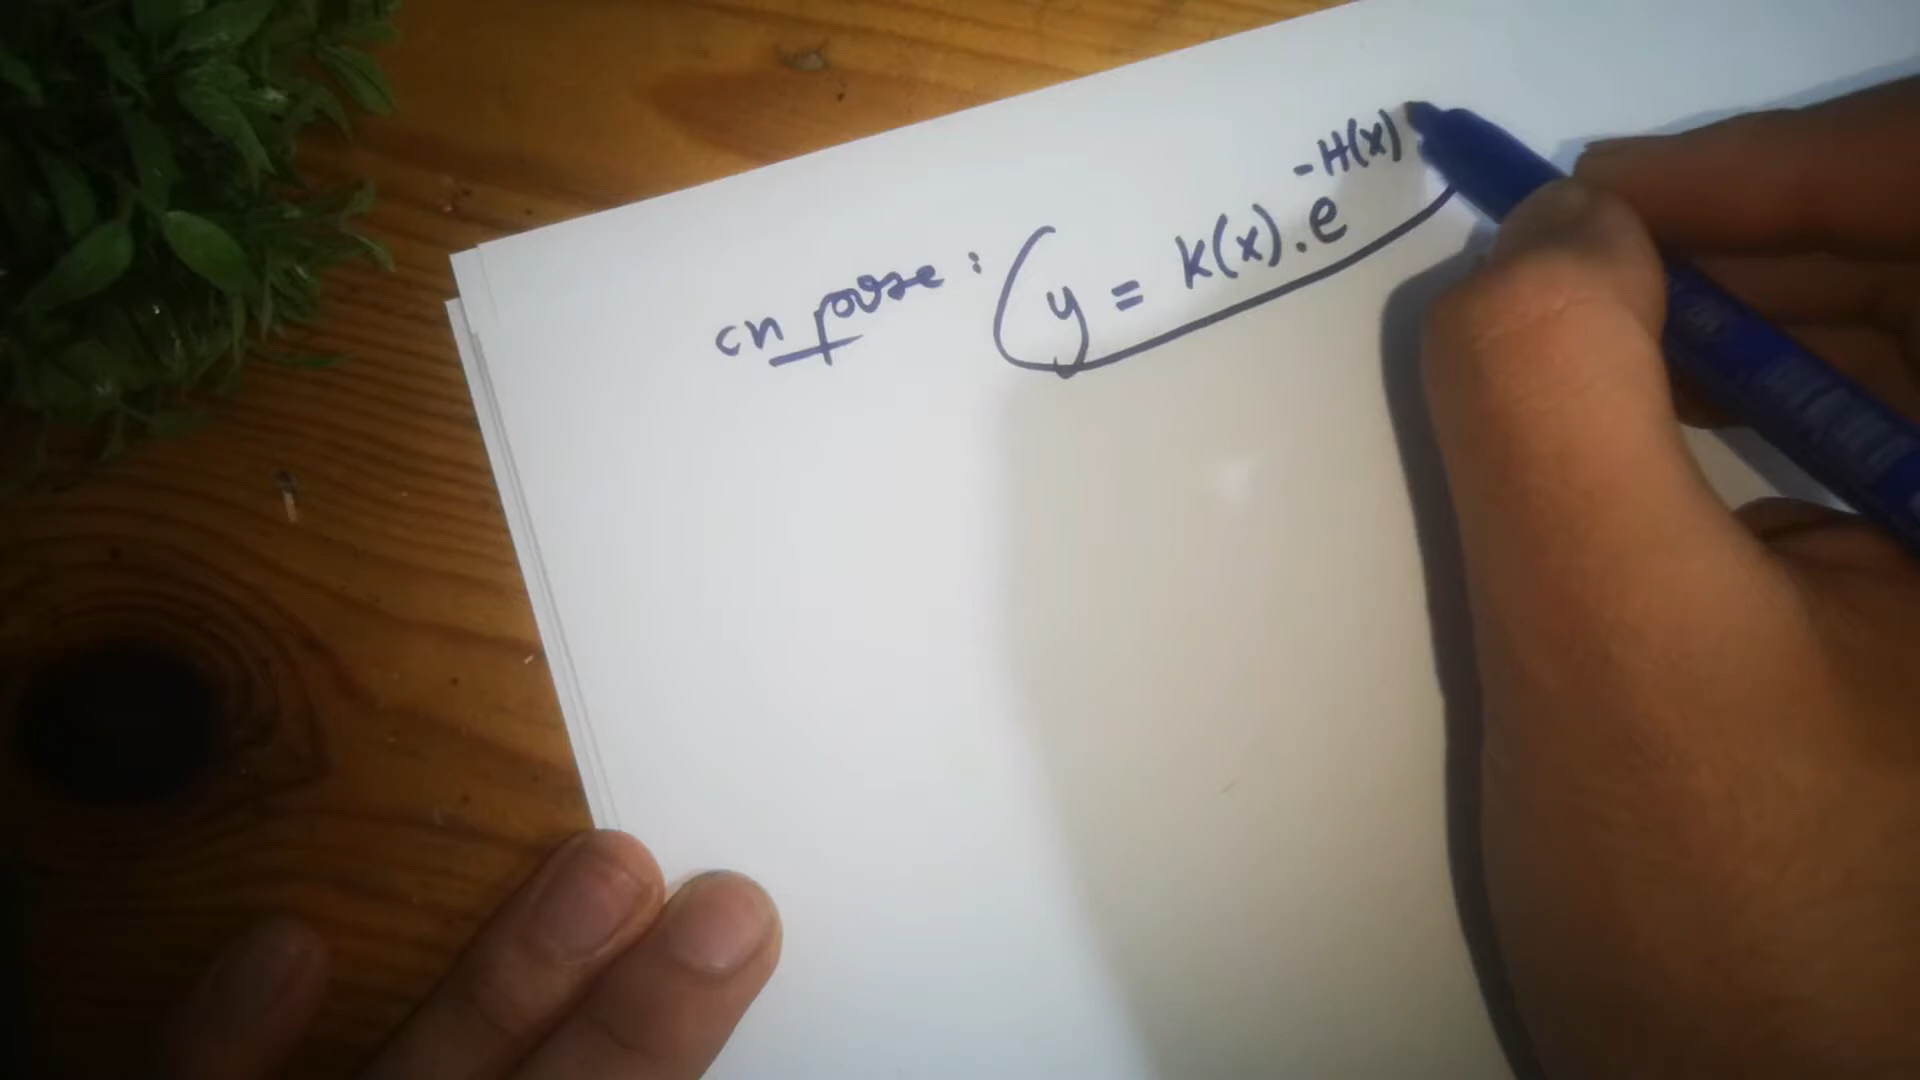 on pose : y = k(x).e^{-H(x)}